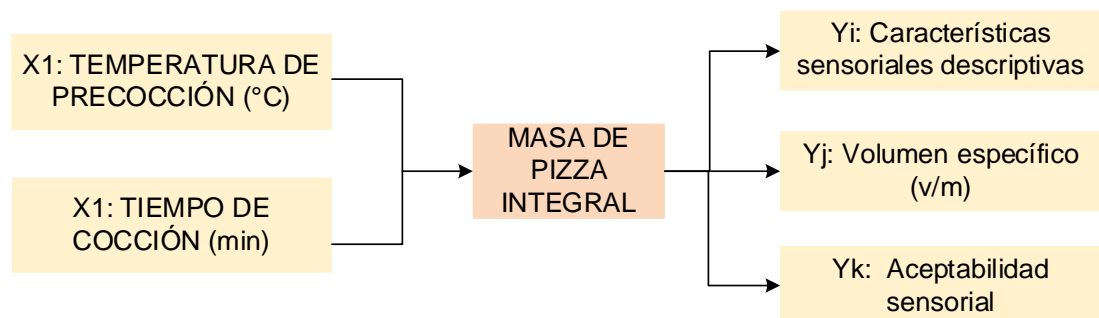 X1: TEMPERATURA DE
PRECOCCIÓN (°C)
X1: TIEMPO DE
COCCIÓN (min)
MASA DE
PIZZA
INTEGRAL
Yi: Características
sensoriales descriptivas
Yj: Volumen específico
(v/m)
Yk: Aceptabilidad
sensorial